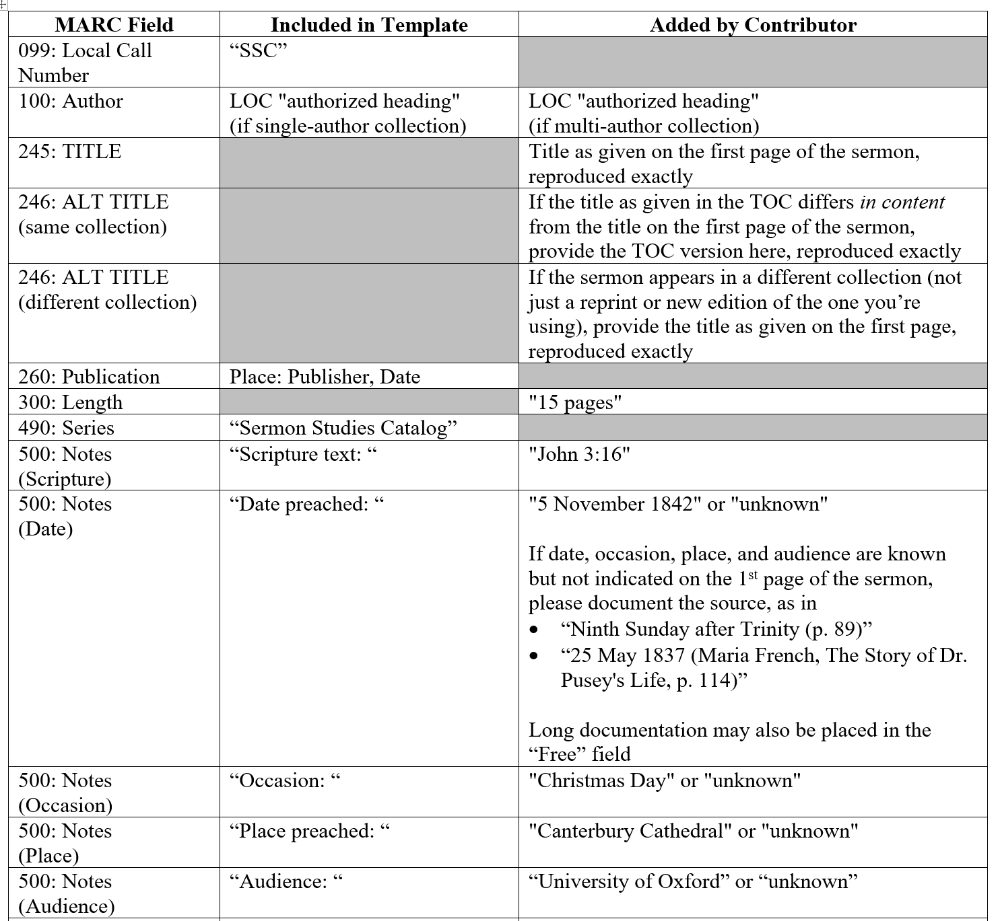 MARC Field
Included in Template
Added by Contributor
099: Local Call
Number
“SSC”
100: Author
LOC "authorized heading"
(if single-author collection)
LOC "authorized heading"
(if multi-author collection)
245: TITLE
Title as given on the first page of the sermon,
reproduced exactly
246: ALT TITLE
(same collection)
If the title as given in the TOC differs in content
from the title on the first page of the sermon,
provide the TOC version here, reproduced exactly
246: ALT TITLE
(different collection)
If the sermon appears in a different collection (not
just a reprint or new edition of the one you’re
using), provide the title as given on the first page,
reproduced exactly
260: Publication
Place: Publisher, Date
300: Length
"15 pages"
490: Series
“Sermon Studies Catalog”
500: Notes
(Scripture)
“Scripture text: “
"John 3:16"
500: Notes
(Date)
“Date preached: “
"5 November 1842" or "unknown"
If date, occasion, place, and audience are known
but not indicated on the 1st page of the sermon,
please document the source, as in
• “Ninth Sunday after Trinity (p. 89)”
• “25 May 1837 (Maria French, The Story of Dr.
Pusey's Life, p. 114)”
Long documentation may also be placed in the
“Free” field
500: Notes
(Occasion)
“Occasion: “
"Christmas Day" or "unknown"
500: Notes
(Place)
“Place preached: “
"Canterbury Cathedral" or "unknown"
500: Notes
(Audience)
“Audience: “
“University of Oxford” or “unknown”